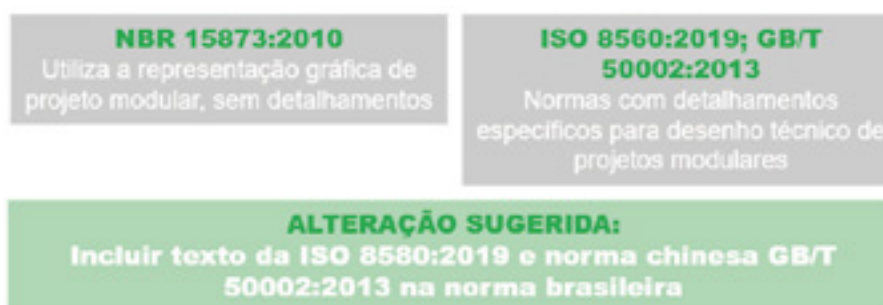 NBR 15873:2010
Utiliza a representação gráfica de
projeto modular, sem detalhamentos
ISO 8560:2019; GB/T
50002:2013
Normas com detalhamentos
específicos para desenho técnico de
projetos modulares
ALTERAÇÃO SUGERIDA:
Incluir texto da ISO 8580:2019 e norma chinesa GB/T
50002:2013 na norma brasileira